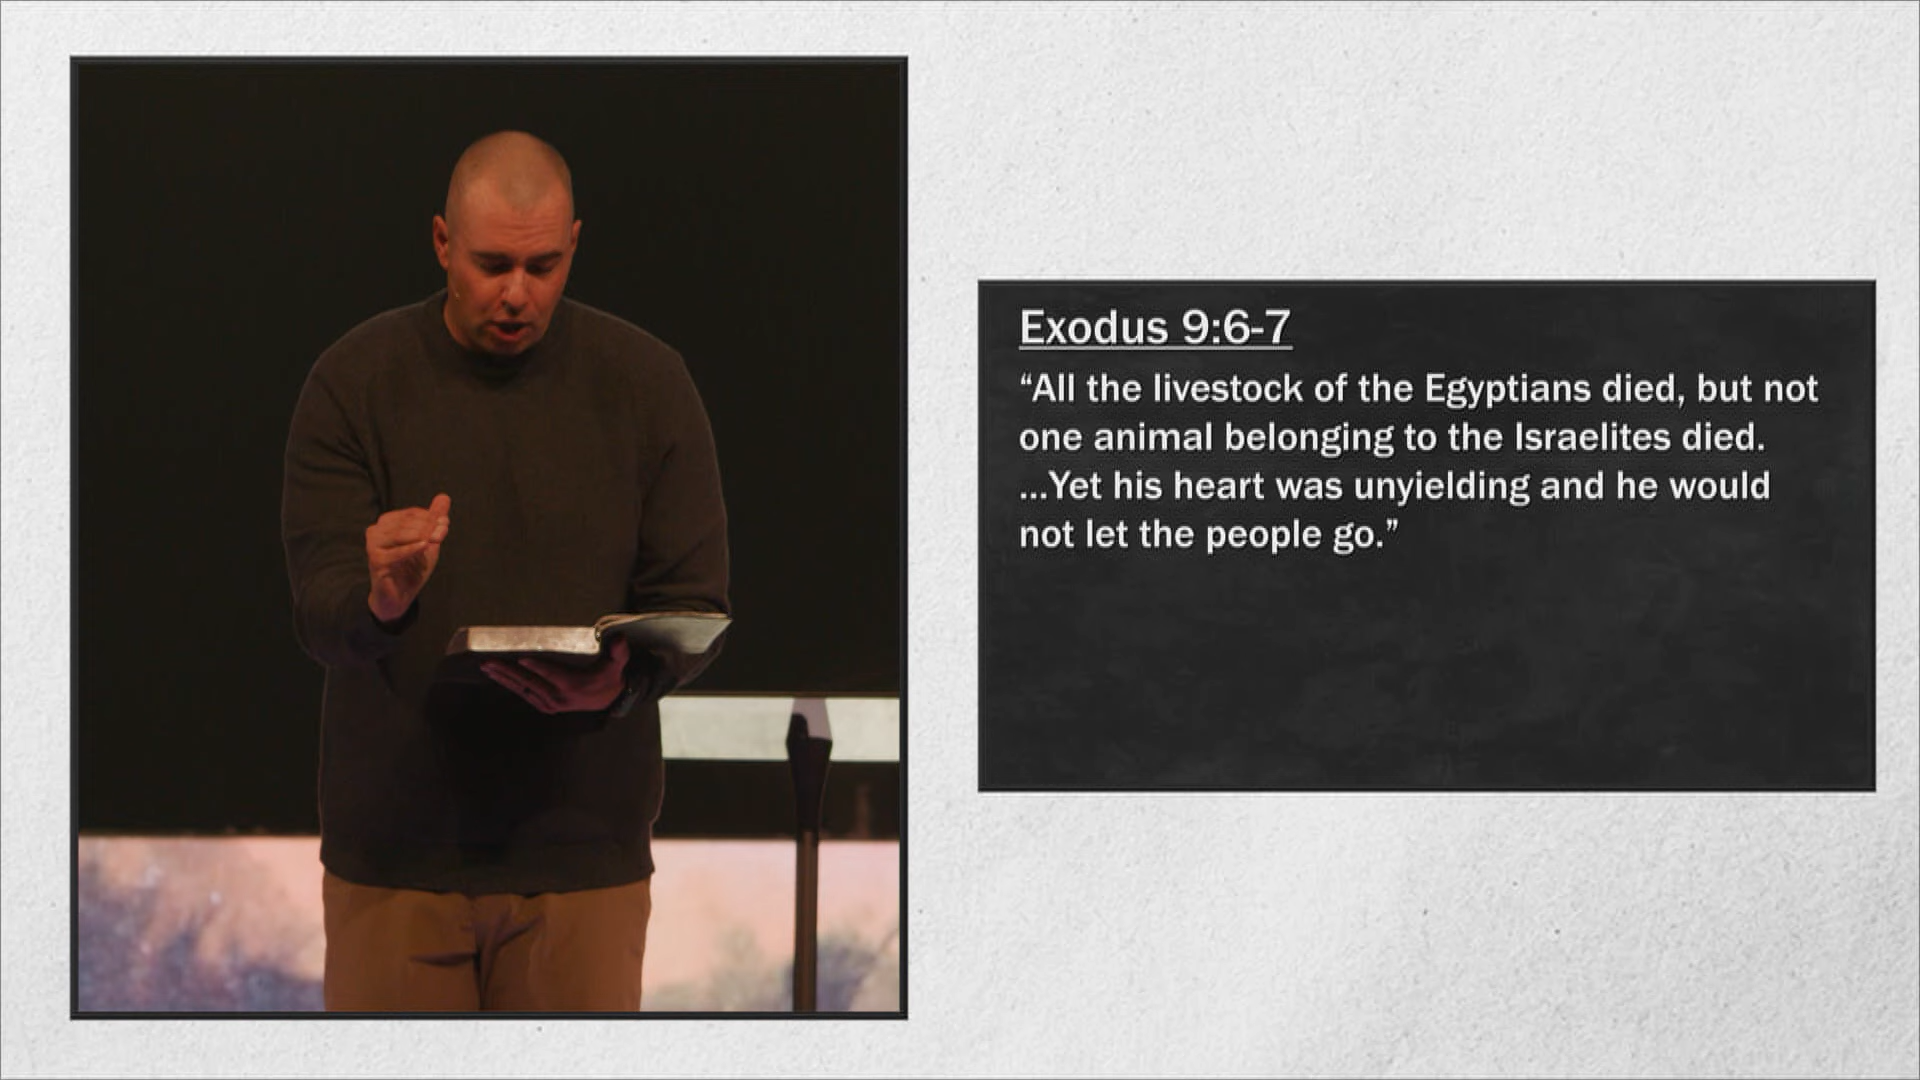 Exodus 9:6-7
“All the livestock of the Egyptians died, but not
one animal belonging to the Israelites died.
...Yet his heart was unyielding and he would
not let the people go.”